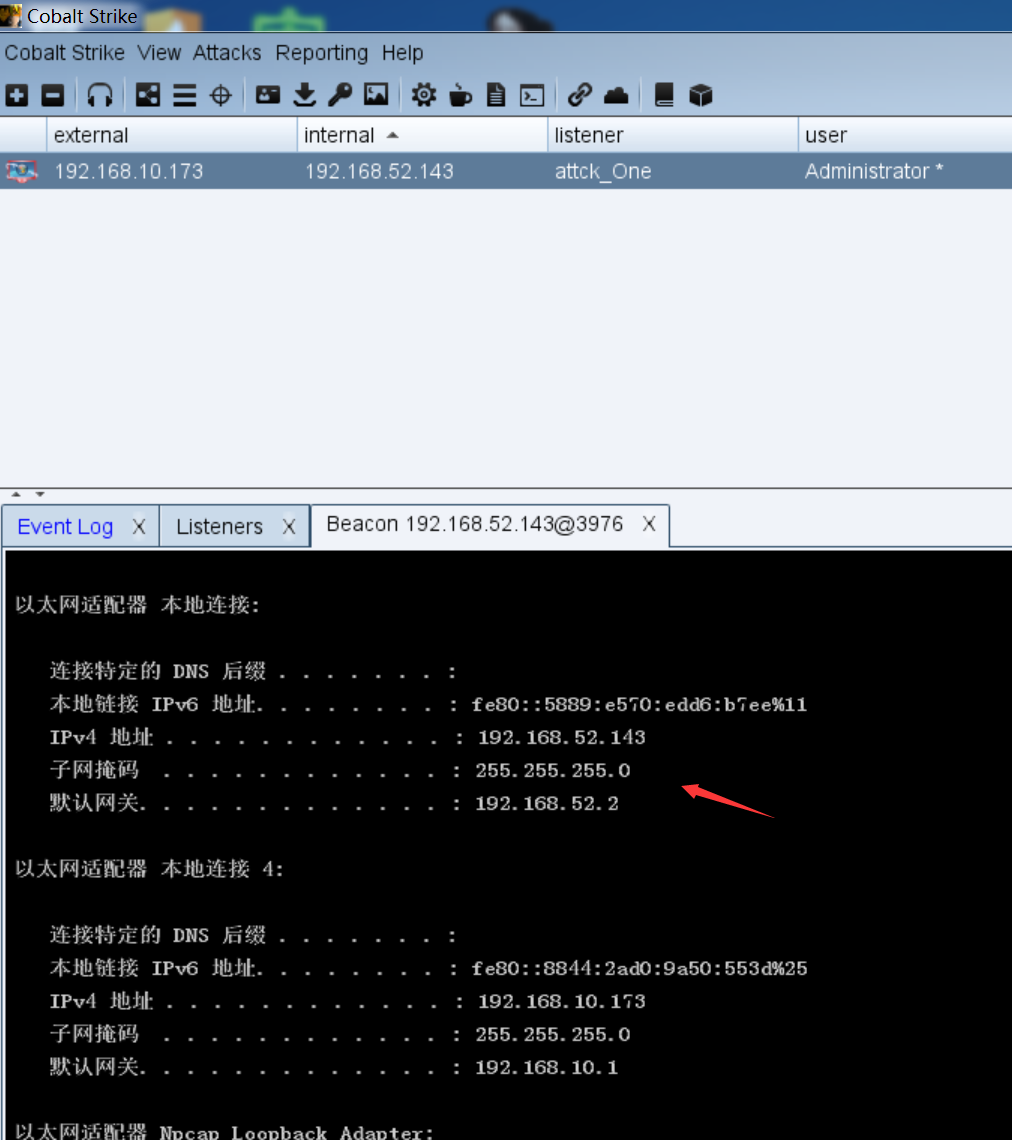 Cobalt Strike
Cobalt Strike View Attacks Reporting Help
external internal listener user
192.168.10.173 192.168.52.143 attck_One Administrator *
Event Log X Listeners X Beacon 192.168.52.143@3976 X
以太网适配器 本地连接:
连接特定的 DNS 后缀 . . . . . . . :
本地链接 IPv6 地址. . . . . . . . : fe80::5889:e570:edd6:b7ee%11
IPv4 地址 . . . . . . . . . . . . : 192.168.52.143
子网掩码 . . . . . . . . . . . . : 255.255.255.0
默认网关. . . . . . . . . . . . . : 192.168.52.2
以太网适配器 本地连接 4:
连接特定的 DNS 后缀 . . . . . . . :
本地链接 IPv6 地址. . . . . . . . : fe80::8844:2ad0:9a50:553d%25
IPv4 地址 . . . . . . . . . . . . : 192.168.10.173
子网掩码 . . . . . . . . . . . . : 255.255.255.0
默认网关. . . . . . . . . . . . . : 192.168.10.1
以太网适配器 Npcap Loopback Adapter: